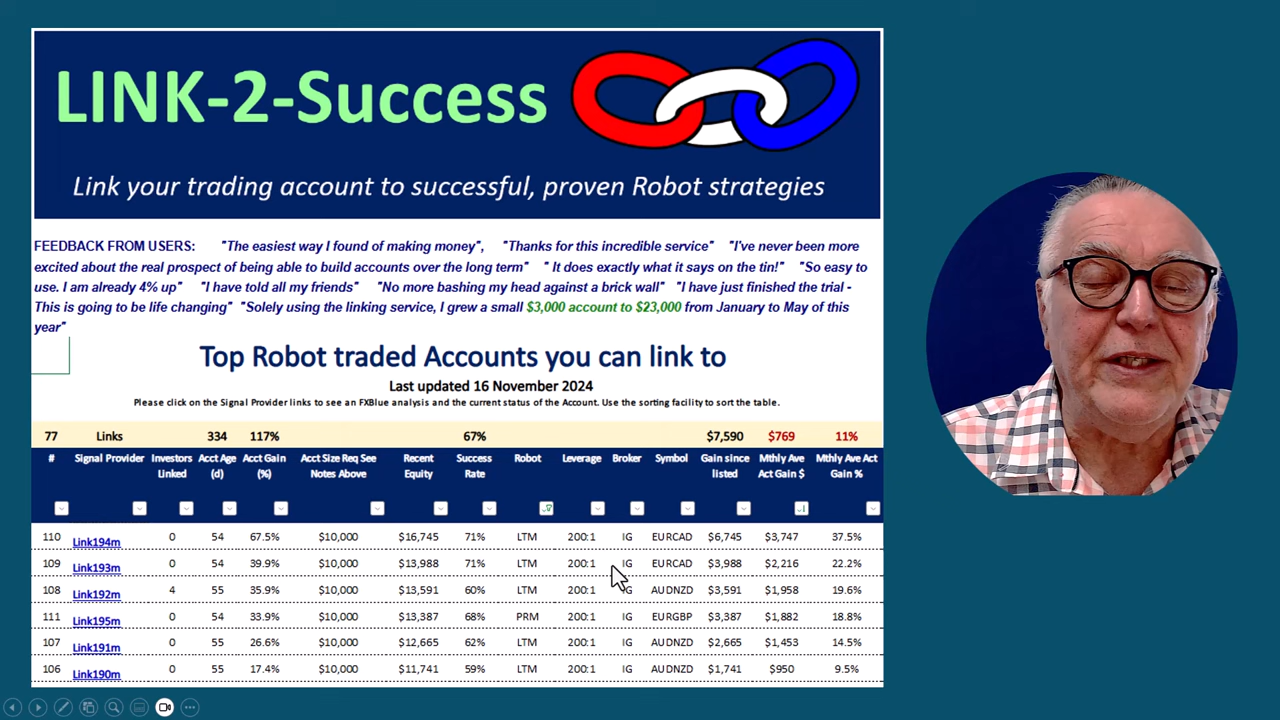 LINK-2-Success
Link your trading account to successful, proven Robot strategies
FEEDBACK FROM USERS: "The easiest way I found of making money", "Thanks for this incredible service" "I've never been more
excited about the real prospect of being able to build accounts over the long term" " It does exactly what it says on the tin!" "So easy to
use. I am already 4% up" "I have told all my friends" "No more bashing my head against a brick wall" "I have just finished the trial -
This is going to be life changing" "Solely using the linking service, I grew a small $3,000 account to $23,000 from January to May of this
year"
Top Robot traded Accounts you can link to
Last updated 16 November 2024
Please click on the Signal Provider links to see an FXBlue analysis and the current status of the Account. Use the sorting facility to sort the table.
77 Links 334 117% 67% $7,590 $769 11%
# Signal Provider Investors Linked Acct Age (d) Acct Gain (%) Acct Size Req See Notes Above Recent Equity Success Rate Robot Leverage Broker Symbol Gain since listed Mthly Ave Act Gain $ Mthly Ave Act Gain %
110 Link194m 0 54 67.5% $10,000 $16,745 71% LTM 200:1 IG EURCAD $6,745 $3,747 37.5%
109 Link193m 0 54 39.9% $10,000 $13,988 71% LTM 200:1 IG EURCAD $3,988 $2,216 22.2%
108 Link192m 4 55 35.9% $10,000 $13,591 60% LTM 200:1 IG AUDNZD $3,591 $1,958 19.6%
111 Link195m 0 54 33.9% $10,000 $13,387 68% PRM 200:1 IG EURGBP $3,387 $1,882 18.8%
107 Link191m 0 55 26.6% $10,000 $12,665 62% LTM 200:1 IG AUDNZD $2,665 $1,453 14.5%
106 Link190m 0 55 17.4% $10,000 $11,741 59% LTM 200:1 IG AUDNZD $1,741 $950 9.5%